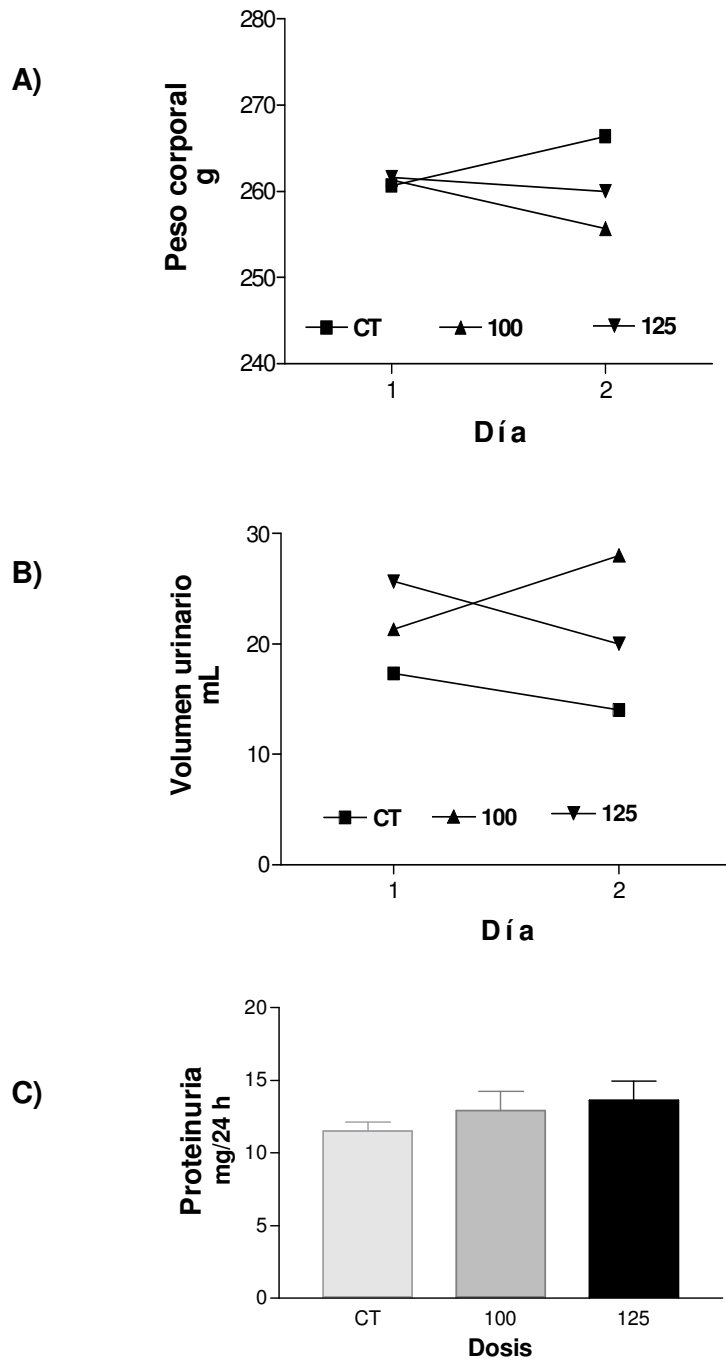 A)
Peso corporal
g
280
270
260
250
240
CT 100 125
1 2
Día
B)
Volumen urinario
mL
30
20
10
0
CT 100 125
1 2
Día
C)
Proteinuria
mg/24 h
20
15
10
5
0
CT 100 125
Dosis